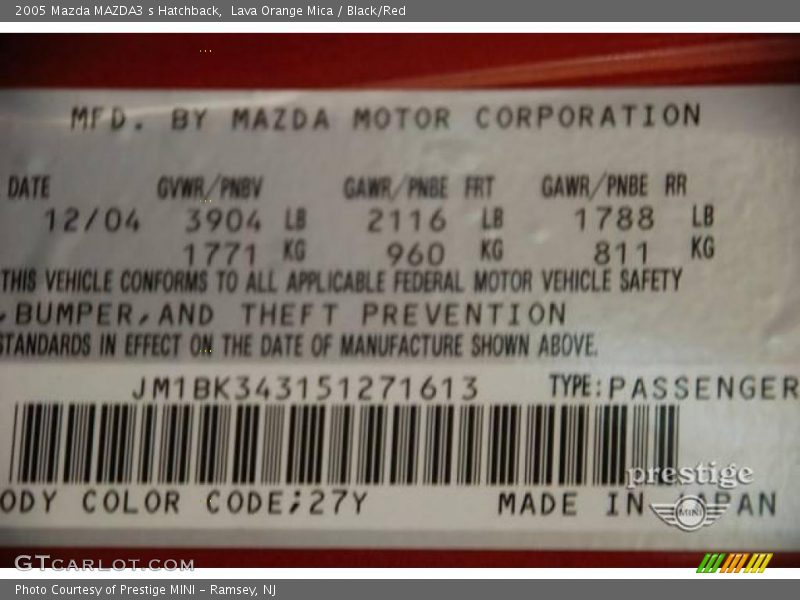 2005 Mazda MAZDA3 s Hatchback,  Lava Orange Mica / Black/Red
MFD. BY MAZDA MOTOR CORPORATION
DATE GVWR/PNBV GAWR/PNBE FRT GAWR/PNBE RR
12/04 3904 LB 2116 LB 1788 LB
1771 KG 960 KG 811 KG
THIS VEHICLE CONFORMS TO ALL APPLICABLE FEDERAL MOTOR VEHICLE SAFETY
,BUMPER,AND THEFT PREVENTION
STANDARDS IN EFFECT ON THE DATE OF MANUFACTURE SHOWN ABOVE.
JM1BK343151271613 TYPE:PASSENGER
ODY COLOR CODE;27Y MADE IN JAPAN
prestige
MINI
GTCARLOT.COM
Photo Courtesy of Prestige MINI – Ramsey, NJ